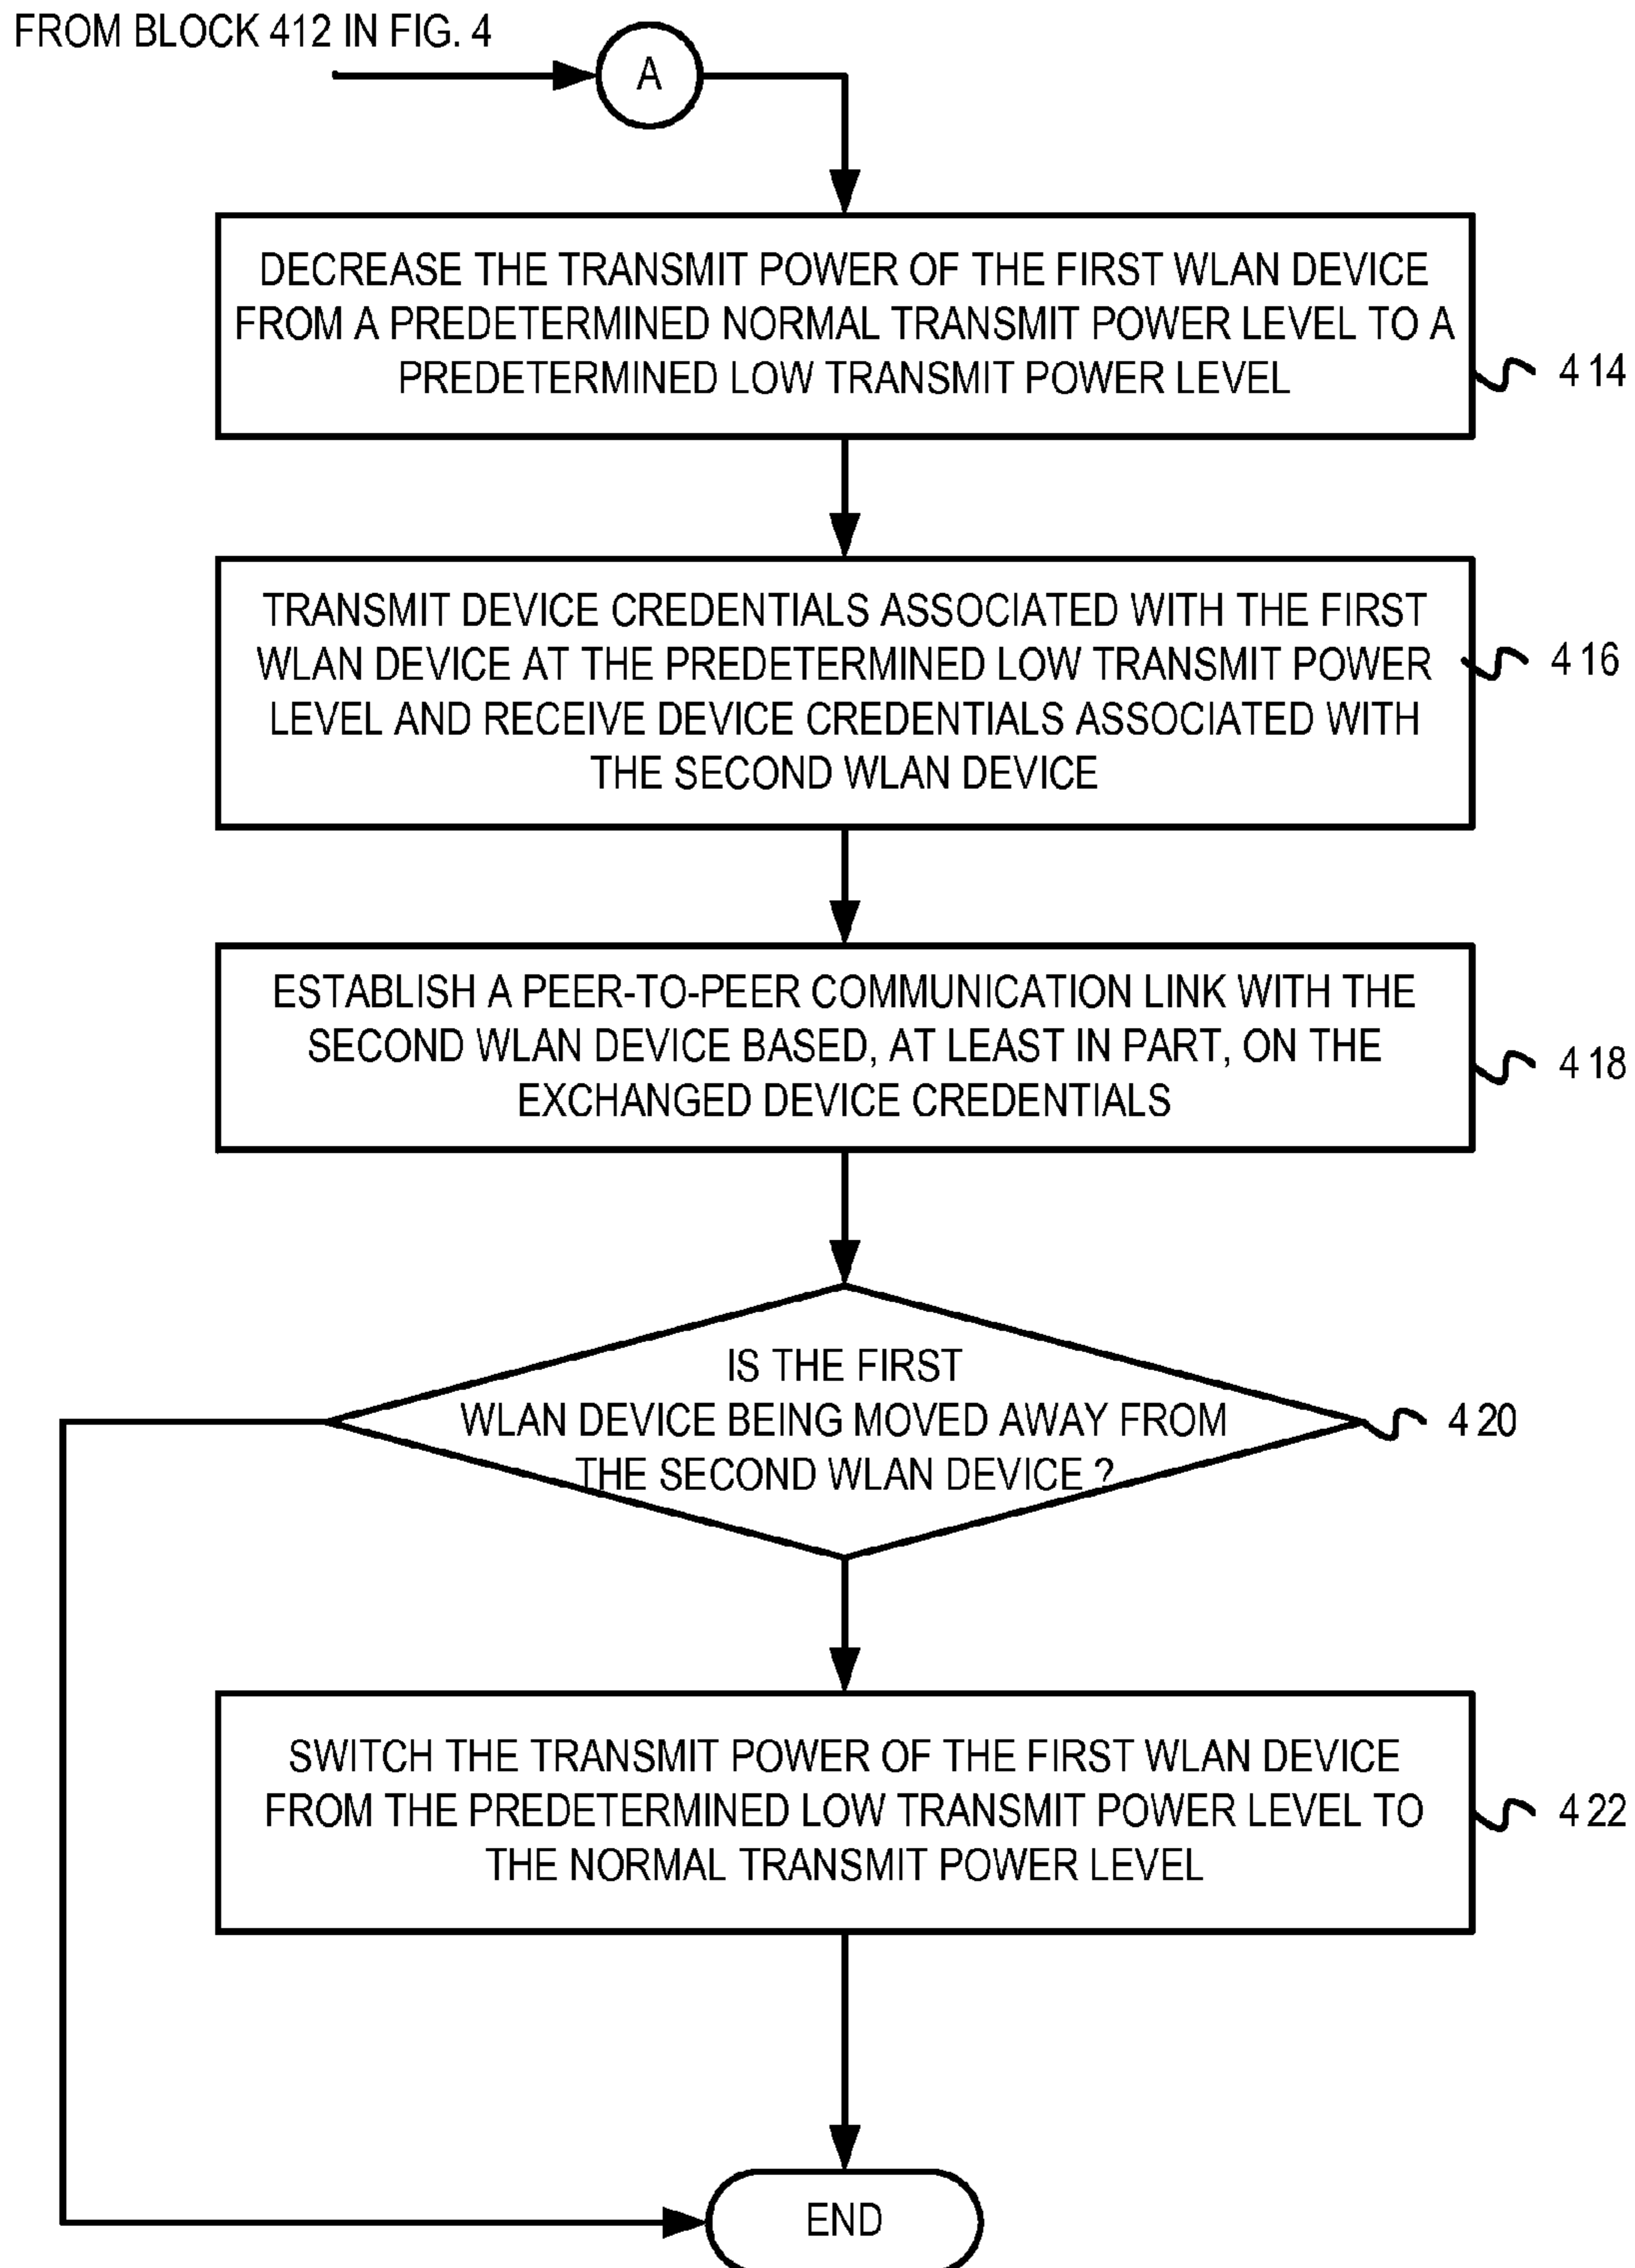 FROM BLOCK 412 IN FIG. 4
A
DECREASE THE TRANSMIT POWER OF THE FIRST WLAN DEVICE
FROM A PREDETERMINED NORMAL TRANSMIT POWER LEVEL TO A
PREDETERMINED LOW TRANSMIT POWER LEVEL
414
TRANSMIT DEVICE CREDENTIALS ASSOCIATED WITH THE FIRST
WLAN DEVICE AT THE PREDETERMINED LOW TRANSMIT POWER
LEVEL AND RECEIVE DEVICE CREDENTIALS ASSOCIATED WITH
THE SECOND WLAN DEVICE
416
ESTABLISH A PEER-TO-PEER COMMUNICATION LINK WITH THE
SECOND WLAN DEVICE BASED, AT LEAST IN PART, ON THE
EXCHANGED DEVICE CREDENTIALS
418
IS THE FIRST
WLAN DEVICE BEING MOVED AWAY FROM
THE SECOND WLAN DEVICE ?
420
SWITCH THE TRANSMIT POWER OF THE FIRST WLAN DEVICE
FROM THE PREDETERMINED LOW TRANSMIT POWER LEVEL TO
THE NORMAL TRANSMIT POWER LEVEL
422
END